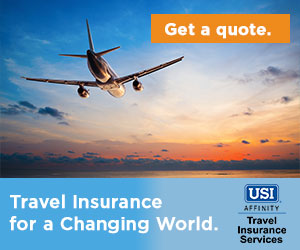 Get a quote.
Travel Insurance
for a Changing World.
USI
AFFINITY
Travel
Insurance
Services